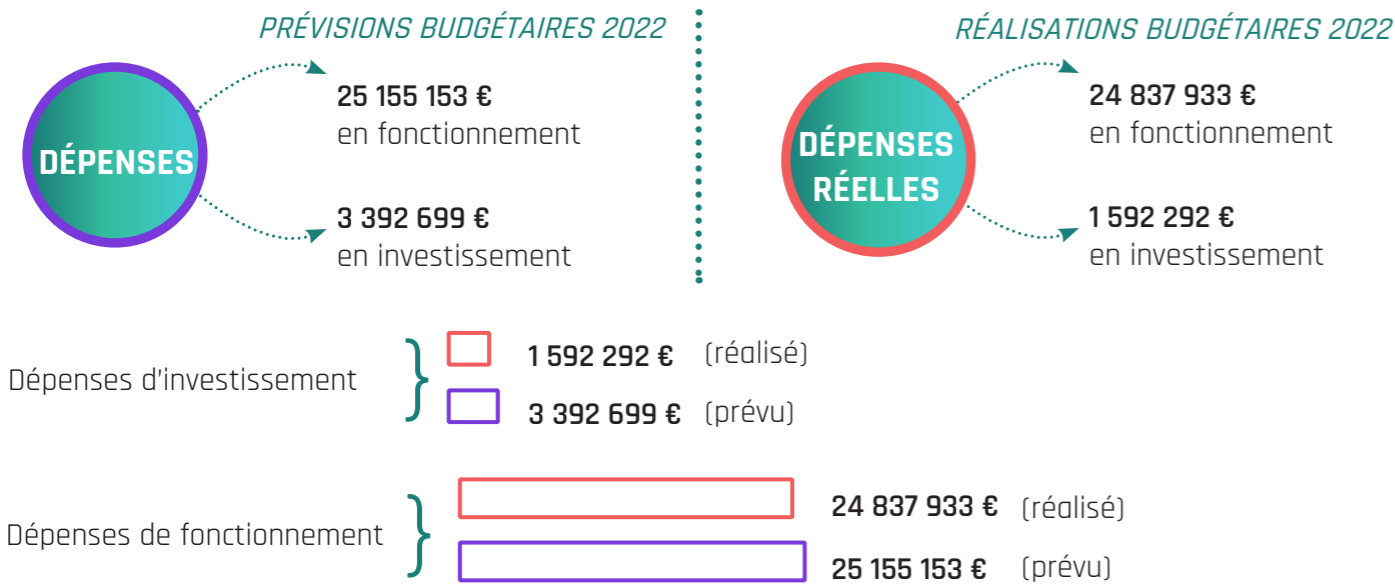 PRÉVISIONS BUDGÉTAIRES 2022
DÉPENSES
25 155 153 €
en fonctionnement
3 392 699 €
en investissement
RÉALISATIONS BUDGÉTAIRES 2022
DÉPENSES
RÉELLES
24 837 933 €
en fonctionnement
1 592 292 €
en investissement
Dépenses d'investissement
1 592 292 € (réalisé)
3 392 699 € (prévu)
Dépenses de fonctionnement
24 837 933 € (réalisé)
25 155 153 € (prévu)